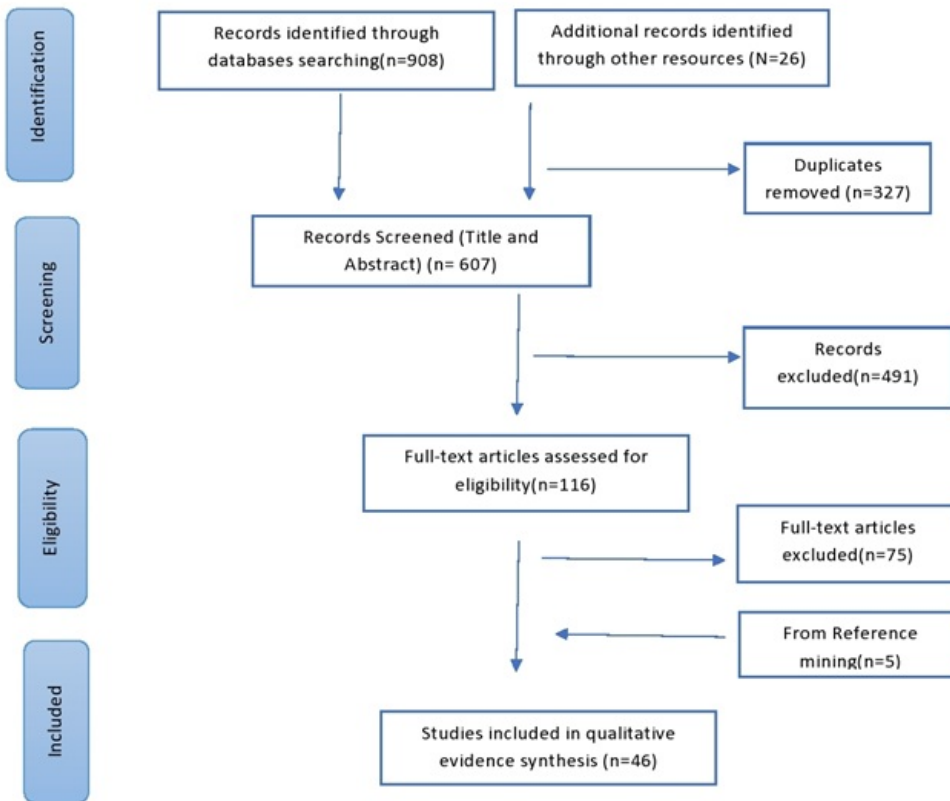 Identification
Records identified through
databases searching(n=908)
Additional records identified
through other resources (N=26)
Duplicates
removed (n=327)
Screening
Records Screened (Title and
Abstract) (n= 607)
Records
excluded(n=491)
Eligibility
Full-text articles assessed for
eligibility(n=116)
Full-text articles
excluded(n=75)
From Reference
mining(n=5)
Included
Studies included in qualitative
evidence synthesis (n=46)